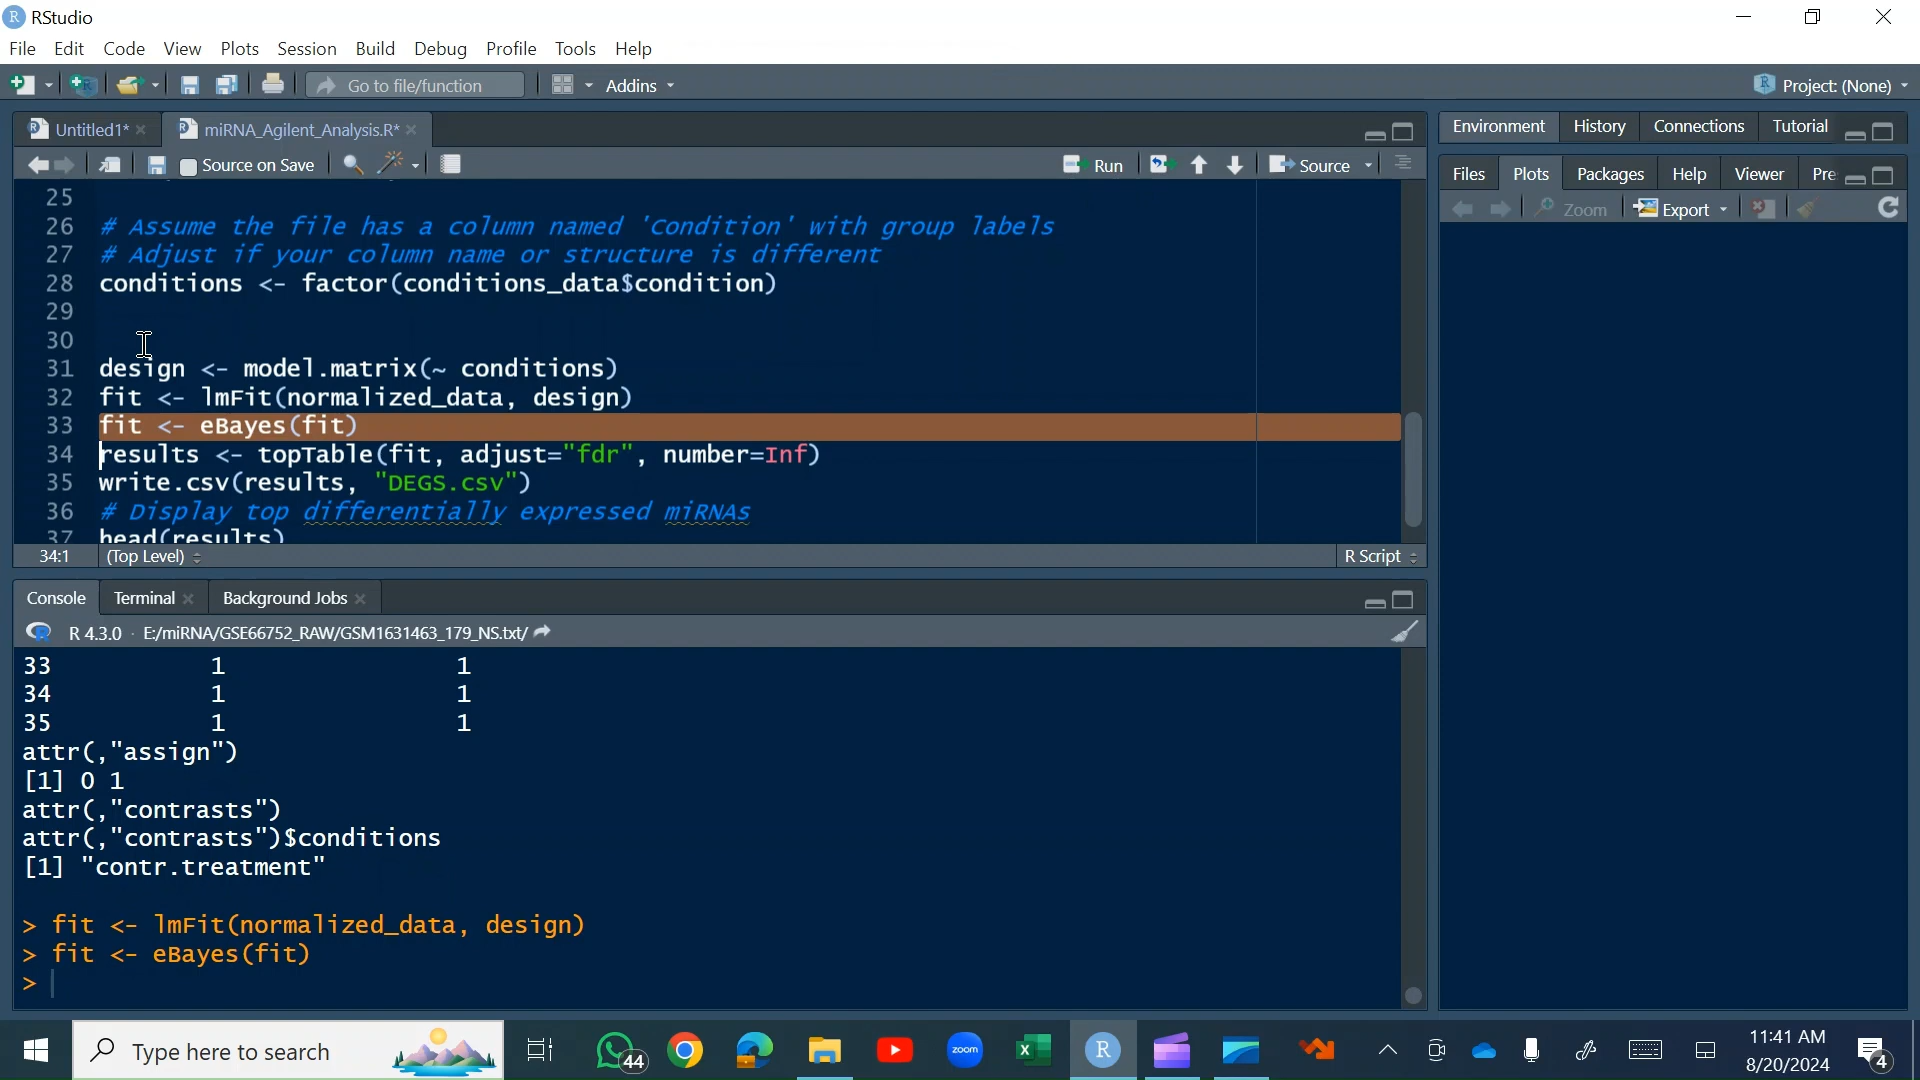 RStudio
File Edit Code View Plots Session Build Debug Profile Tools Help
Go to file/function Addins Project: (None)
Untitled1* miRNA_Agilent_Analysis.R*
Source on Save Run Source
25
26 # Assume the file has a column named 'Condition' with group labels
27 # Adjust if your column name or structure is different
28 conditions <- factor(conditions_data$condition)
29
30
31 design <- model.matrix(~ conditions)
32 fit <- lmFit(normalized_data, design)
33 fit <- eBayes(fit)
34 results <- topTable(fit, adjust="fdr", number=Inf)
35 write.csv(results, "DEGS.csv")
36 # Display top differentially expressed miRNAs
37 head(results)
34:1 (Top Level) R Script
Console Terminal Background Jobs
R 4.3.0 · E:/miRNA/GSE66752_RAW/GSM1631463_179_NS.txt/
33 1 1
34 1 1
35 1 1
attr(,"assign")
[1] 0 1
attr(,"contrasts")
attr(,"contrasts")$conditions
[1] "contr.treatment"
> fit <- lmFit(normalized_data, design)
> fit <- eBayes(fit)
>
Environment History Connections Tutorial
Files Plots Packages Help Viewer Pre
Zoom Export
Type here to search 44 zoom R 11:41 AM
8/20/2024 4